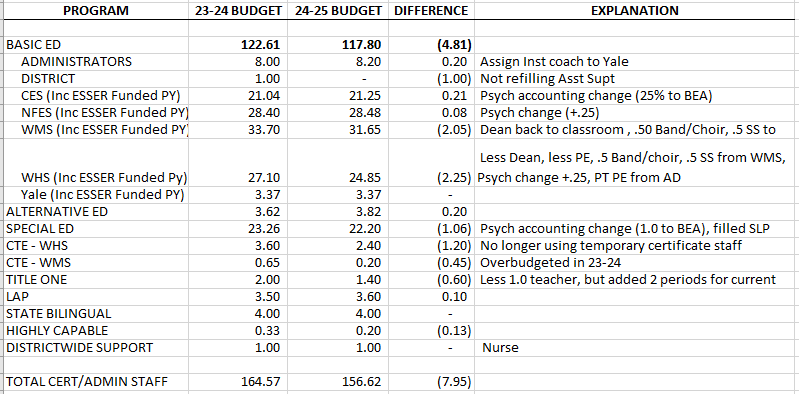 PROGRAM 23-24 BUDGET 24-25 BUDGET DIFFERENCE EXPLANATION
BASIC ED 122.61 117.80 (4.81)
ADMINISTRATORS 8.00 8.20 0.20 Assign Inst coach to Yale
DISTRICT 1.00 - (1.00) Not refilling Asst Supt
CES (Inc ESSER Funded PY) 21.04 21.25 0.21 Psych accounting change (25% to BEA)
NFES (Inc ESSER Funded PY) 28.40 28.48 0.08 Psych change (+.25)
WMS (Inc ESSER Funded PY) 33.70 31.65 (2.05) Dean back to classroom , .50 Band/Choir, .5 SS to
Less Dean, less PE, .5 Band/choir, .5 SS from WMS,
WHS (Inc ESSER Funded Py) 27.10 24.85 (2.25) Psych change +.25, PT PE from AD
Yale (Inc ESSER Funded PY) 3.37 3.37 -
ALTERNATIVE ED 3.62 3.82 0.20
SPECIAL ED 23.26 22.20 (1.06) Psych accounting change (1.0 to BEA), filled SLP
CTE - WHS 3.60 2.40 (1.20) No longer using temporary certificate staff
CTE - WMS 0.65 0.20 (0.45) Overbudgeted in 23-24
TITLE ONE 2.00 1.40 (0.60) Less 1.0 teacher, but added 2 periods for current
LAP 3.50 3.60 0.10
STATE BILINGUAL 4.00 4.00 -
HIGHLY CAPABLE 0.33 0.20 (0.13)
DISTRICTWIDE SUPPORT 1.00 1.00 - Nurse
TOTAL CERT/ADMIN STAFF 164.57 156.62 (7.95)